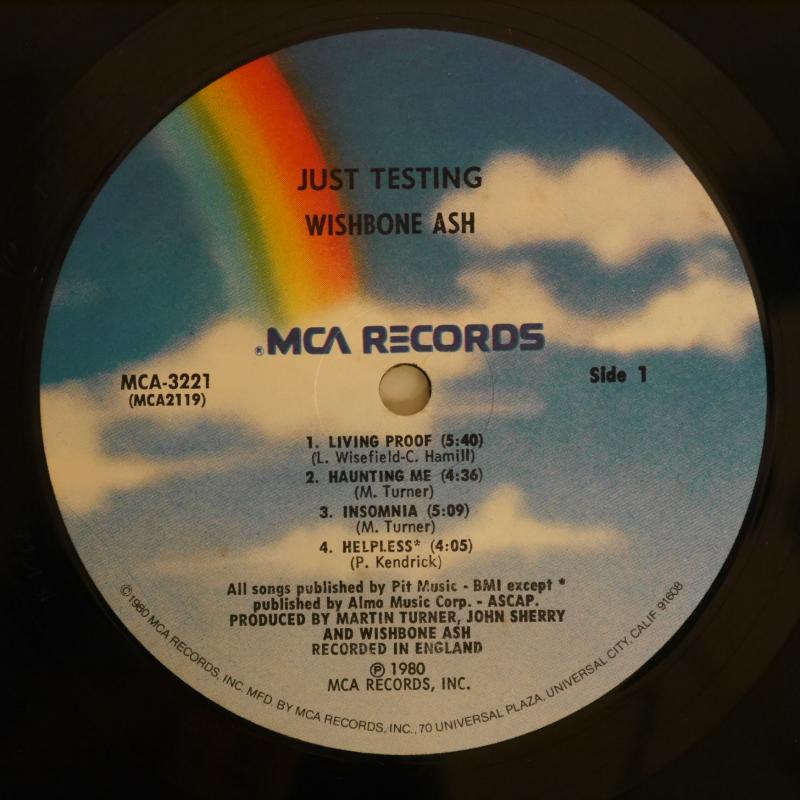 JUST TESTING
WISHBONE ASH
®MCA RECORDS
MCA-3221
(MCA2119)
Side 1
1. LIVING PROOF (5:40)
(L. Wisefield-C. Hamill)
2. HAUNTING ME (4:36)
(M. Turner)
3. INSOMNIA (5:09)
(M. Turner)
4. HELPLESS* (4:05)
(P. Kendrick)
All songs published by Pit Music - BMI except *
published by Almo Music Corp. - ASCAP.
PRODUCED BY MARTIN TURNER, JOHN SHERRY
AND WISHBONE ASH
RECORDED IN ENGLAND
℗ 1980
MCA RECORDS, INC.
©1980 MCA RECORDS, INC. MFD. BY MCA RECORDS, INC., 70 UNIVERSAL PLAZA, UNIVERSAL CITY, CALIF. 91608